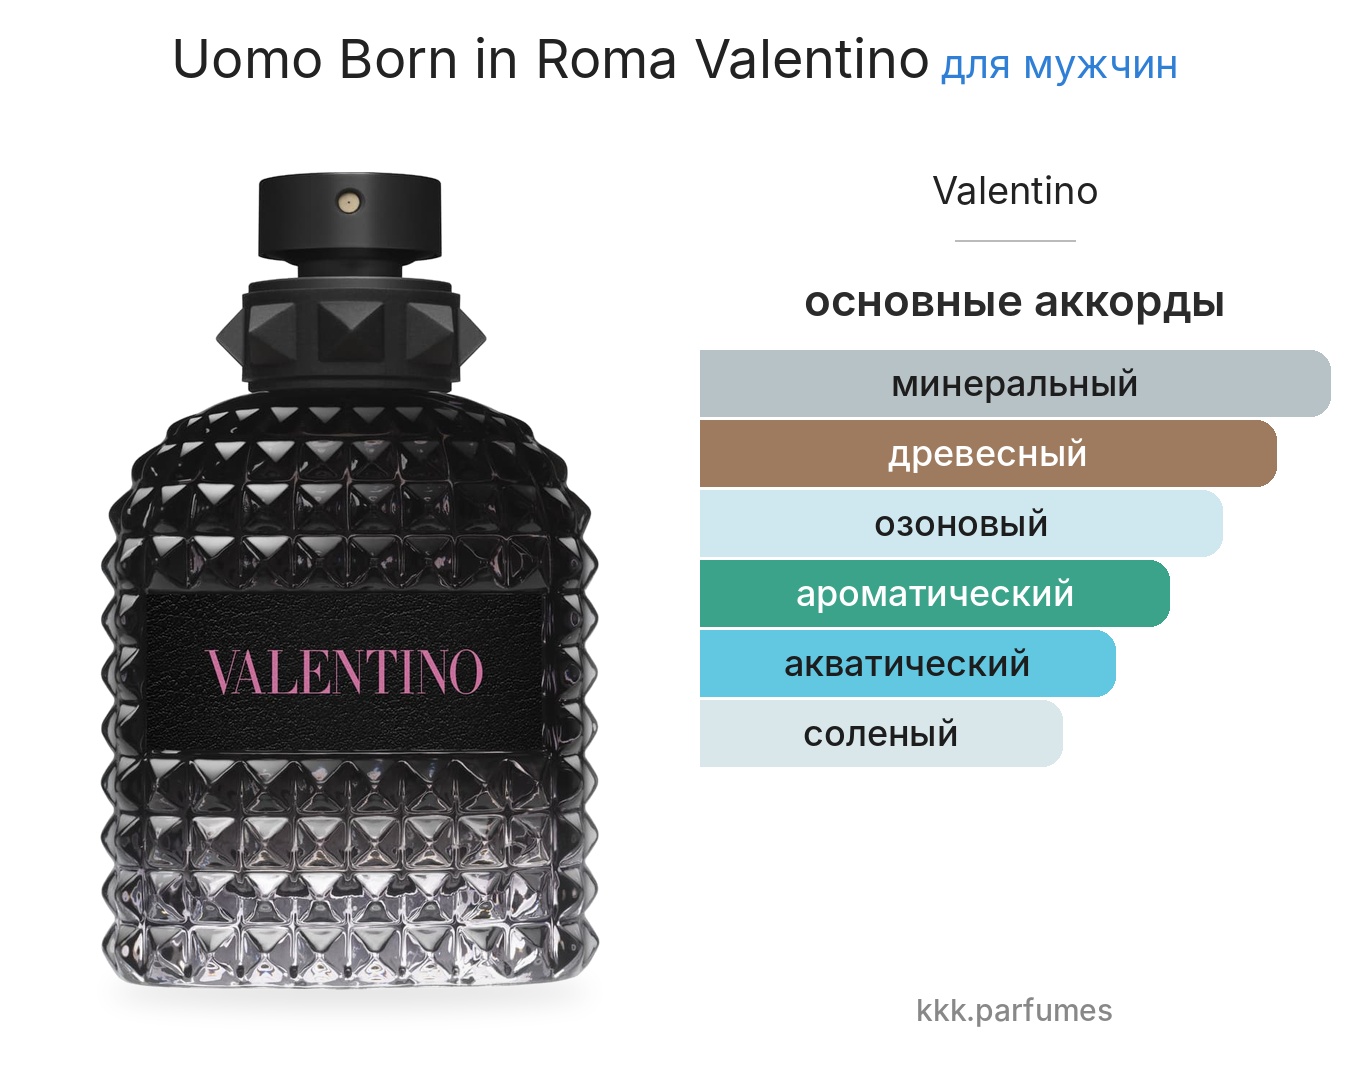 Uomo Born in Roma Valentino для мужчин
Valentino
основные аккорды
минеральный
древесный
озоновый
ароматический
акватический
соленый
VALENTINO
kkk.parfumes